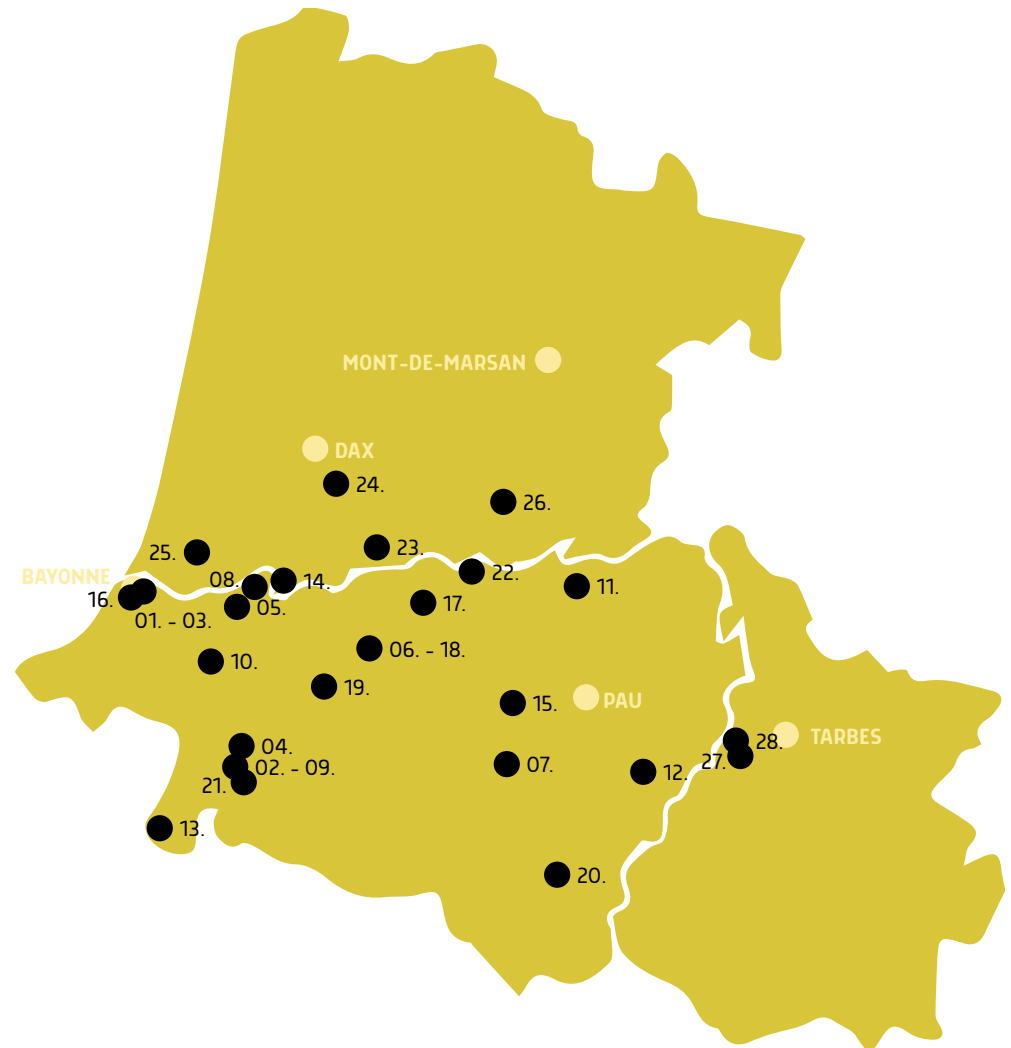 MONT-DE-MARSAN
DAX
24.
26.
25.
23.
BAYONNE
08.
14.
22.
11.
16.
05.
17.
01. - 03.
06. - 18.
10.
19.
15.
PAU
04.
28.
TARBES
02. - 09.
07.
27.
12.
21.
13.
20.